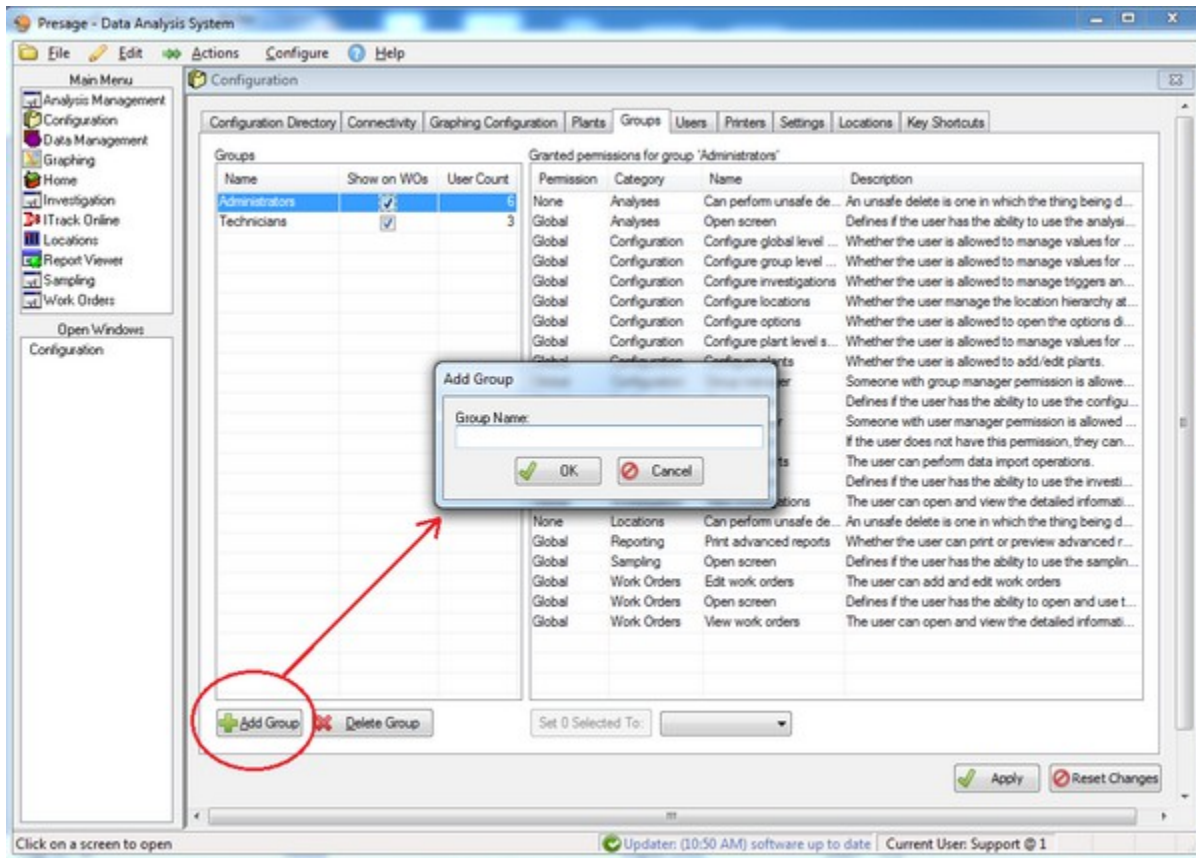 Presage - Data Analysis System
File Edit Actions Configure Help
Main Menu
Analysis Management
Configuration
Data Management
Graphing
Home
Investigation
ITrack Online
Locations
Report Viewer
Sampling
Work Orders
Open Windows
Configuration
Configuration
Configuration Directory Connectivity Graphing Configuration Plants Groups Users Printers Settings Locations Key Shortcuts
Groups
Name Show on WOs User Count
Administrators 6
Technicians 3
Granted permissions for group 'Administrators'
Permission Category Name Description
None Analyses Can perform unsafe de... An unsafe delete is one in which the thing being d...
Global Analyses Open screen Defines if the user has the ability to use the analysi...
Global Configuration Configure global level ... Whether the user is allowed to manage values for ...
Global Configuration Configure group level ... Whether the user is allowed to manage values for ...
Global Configuration Configure investigations Whether the user is allowed to manage triggers an...
Global Configuration Configure locations Whether the user manage the location hierarchy at...
Global Configuration Configure options Whether the user is allowed to open the options di...
Global Configuration Configure plant level s... Whether the user is allowed to manage values for ...
Global Configuration Configure plants Whether the user is allowed to add/edit plants.
Someone with group manager permission is allowe...
Defines if the user has the ability to use the configu...
Someone with user manager permission is allowed ...
If the user does not have this permission, they can...
The user can perform data import operations.
Defines if the user has the ability to use the investi...
The user can open and view the detailed informati...
None Locations Can perform unsafe de... An unsafe delete is one in which the thing being d...
Global Reporting Print advanced reports Whether the user can print or preview advanced r...
Global Sampling Open screen Defines if the user has the ability to use the samplin...
Global Work Orders Edit work orders The user can add and edit work orders
Global Work Orders Open screen Defines if the user has the ability to open and use t...
Global Work Orders View work orders The user can open and view the detailed informati...
Add Group
Group Name:
OK Cancel
Add Group Delete Group
Set 0 Selected To:
Apply Reset Changes
Click on a screen to open
Updater: (10:50 AM) software up to date Current User: Support @ 1